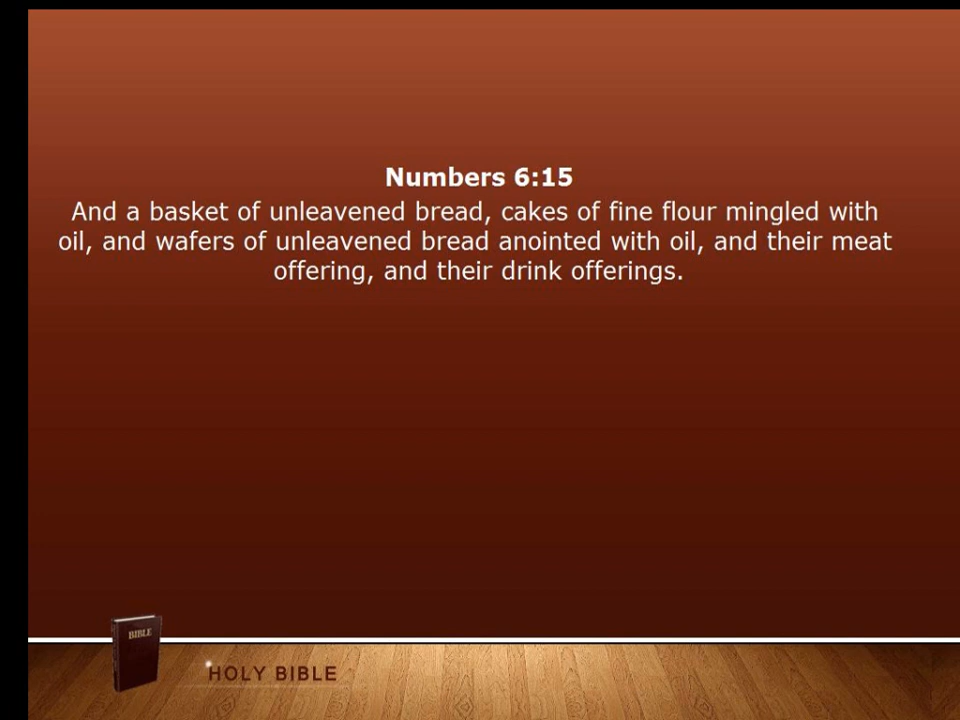 Numbers 6:15
And a basket of unleavened bread, cakes of fine flour mingled with
oil, and wafers of unleavened bread anointed with oil, and their meat
offering, and their drink offerings.
BIBLE
HOLY BIBLE